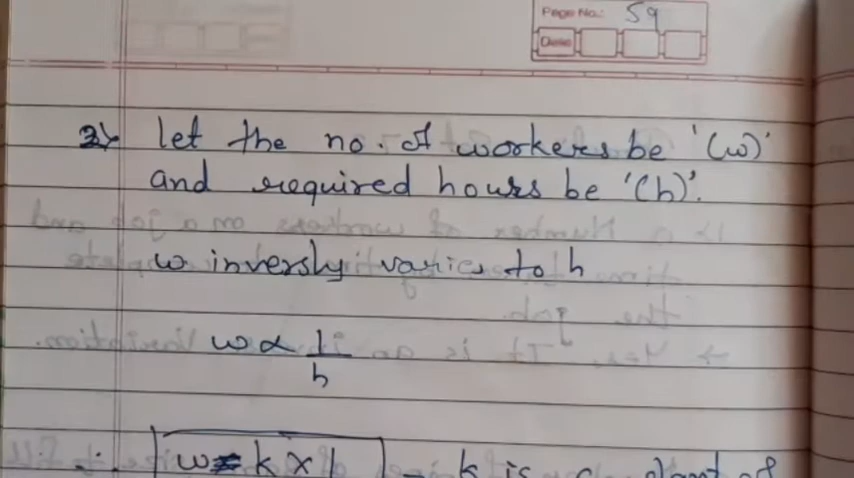 Page No.: 59
Date
2) let the no. of workers be '(w)'
and required hours be '(h)'.
w inversly varies to h
w ∝ 1/h
∴ w = k × 1 - k is